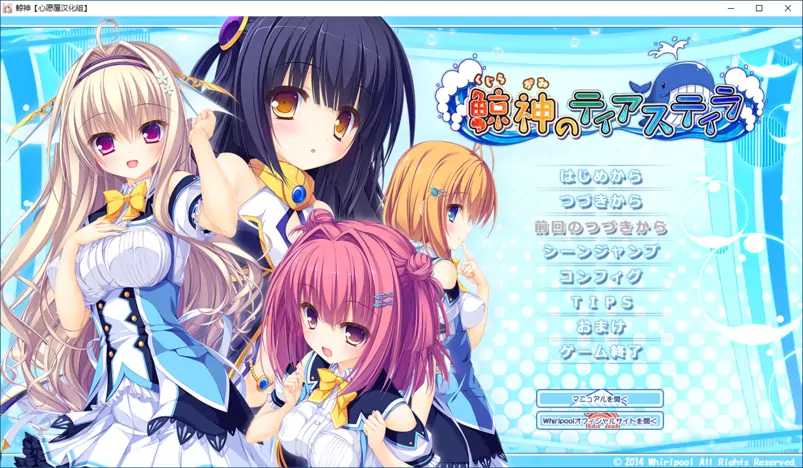 鲸神【心愿屋汉化组】
くじら がみ
鯨神のティアスティラ
はじめから
つづきから
前回のつづきから
シーンジャンプ
コンフィグ
TIPS
おまけ
ゲーム終了
マニュアルを開く
Whirlpoolオフィシャルサイトを開く
© 2014 Whirlpool All Rights Reserved.